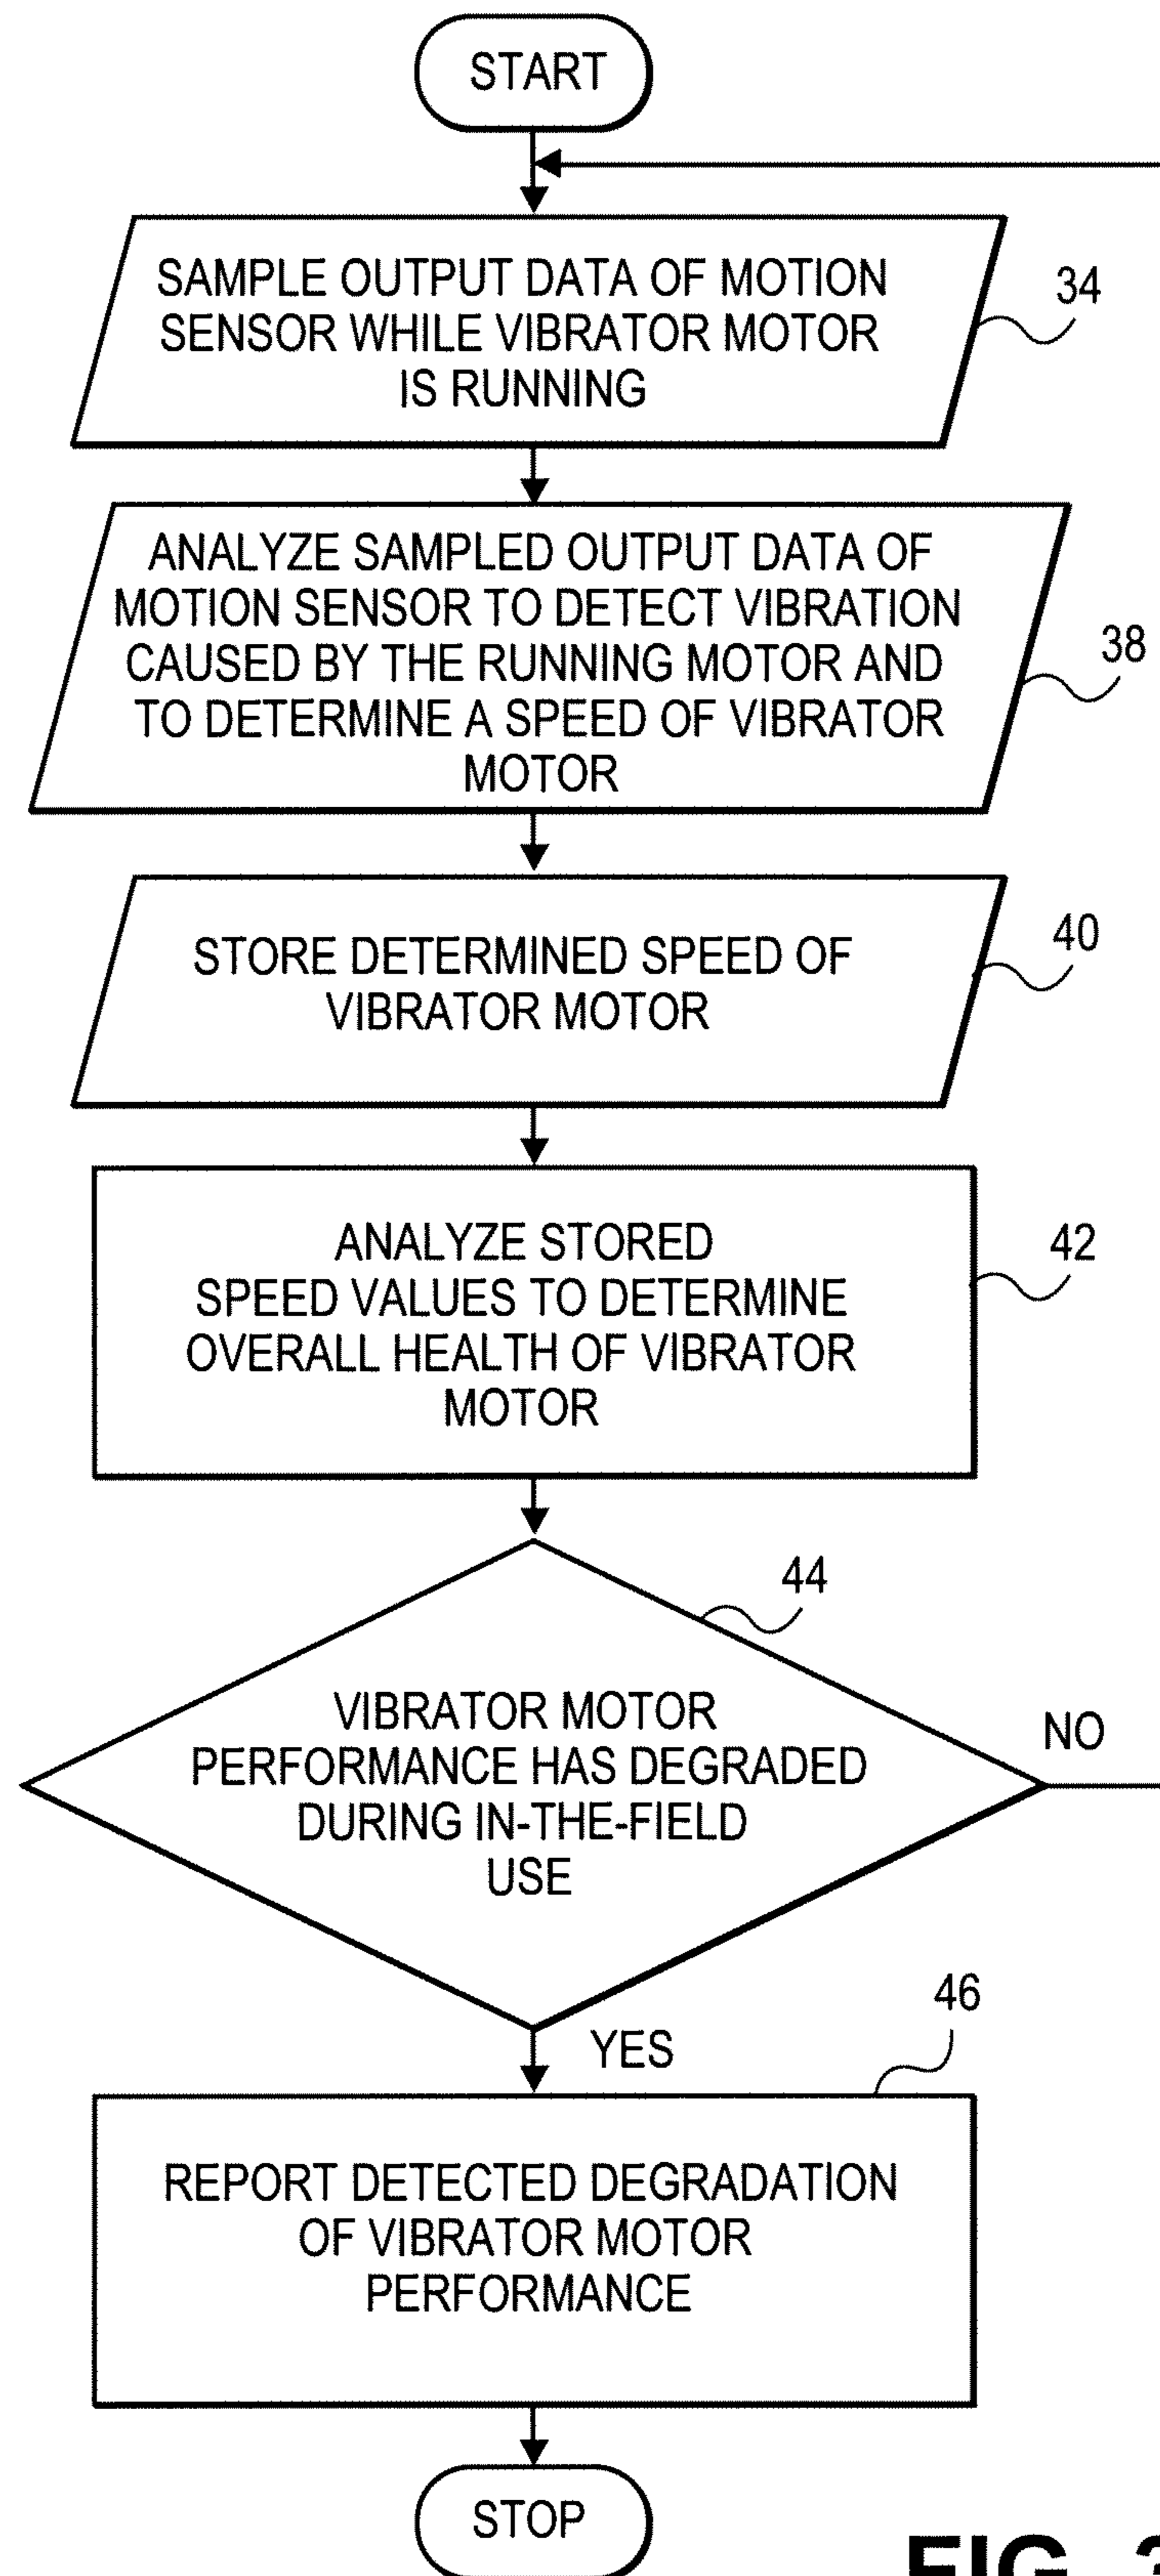 START
SAMPLE OUTPUT DATA OF MOTION
SENSOR WHILE VIBRATOR MOTOR
IS RUNNING
34
ANALYZE SAMPLED OUTPUT DATA OF
MOTION SENSOR TO DETECT VIBRATION
CAUSED BY THE RUNNING MOTOR AND
TO DETERMINE A SPEED OF VIBRATOR
MOTOR
38
STORE DETERMINED SPEED OF
VIBRATOR MOTOR
40
ANALYZE STORED
SPEED VALUES TO DETERMINE
OVERALL HEALTH OF VIBRATOR
MOTOR
42
44
VIBRATOR MOTOR
PERFORMANCE HAS DEGRADED
DURING IN-THE-FIELD
USE
NO
YES
46
REPORT DETECTED DEGRADATION
OF VIBRATOR MOTOR
PERFORMANCE
STOP
FIG.